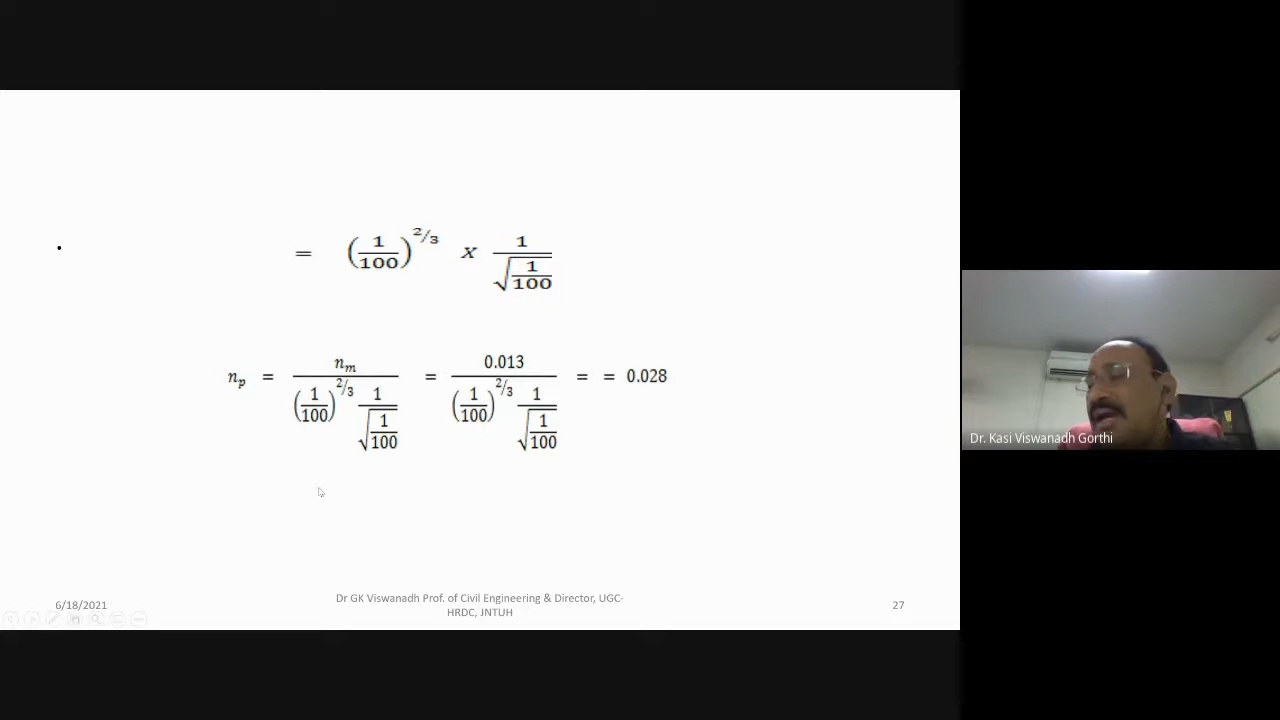 .
= (1/100)^2/3 x 1/√(1/100)
n_p = n_m/((1/100)^2/3 1/√(1/100)) = 0.013/((1/100)^2/3 1/√(1/100)) = = 0.028
Dr. Kasi Viswanadh Gorthi
6/18/2021
Dr GK Viswanadh Prof. of Civil Engineering & Director, UGC-
HRDC, JNTUH
27